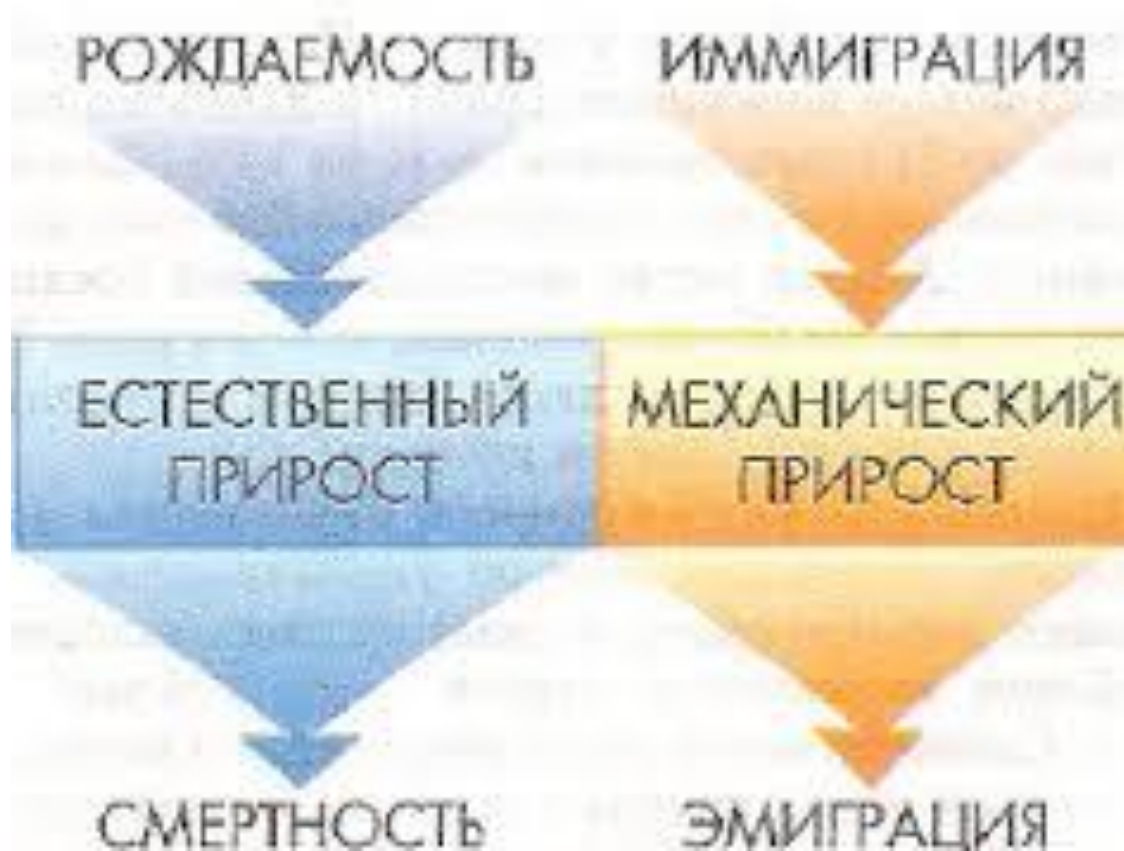 РОЖДАЕМОСТЬ
ИММИГРАЦИЯ
ЕСТЕСТВЕННЫЙ
ПРИРОСТ
МЕХАНИЧЕСКИЙ
ПРИРОСТ
СМЕРТНОСТЬ
ЭМИГРАЦИЯ